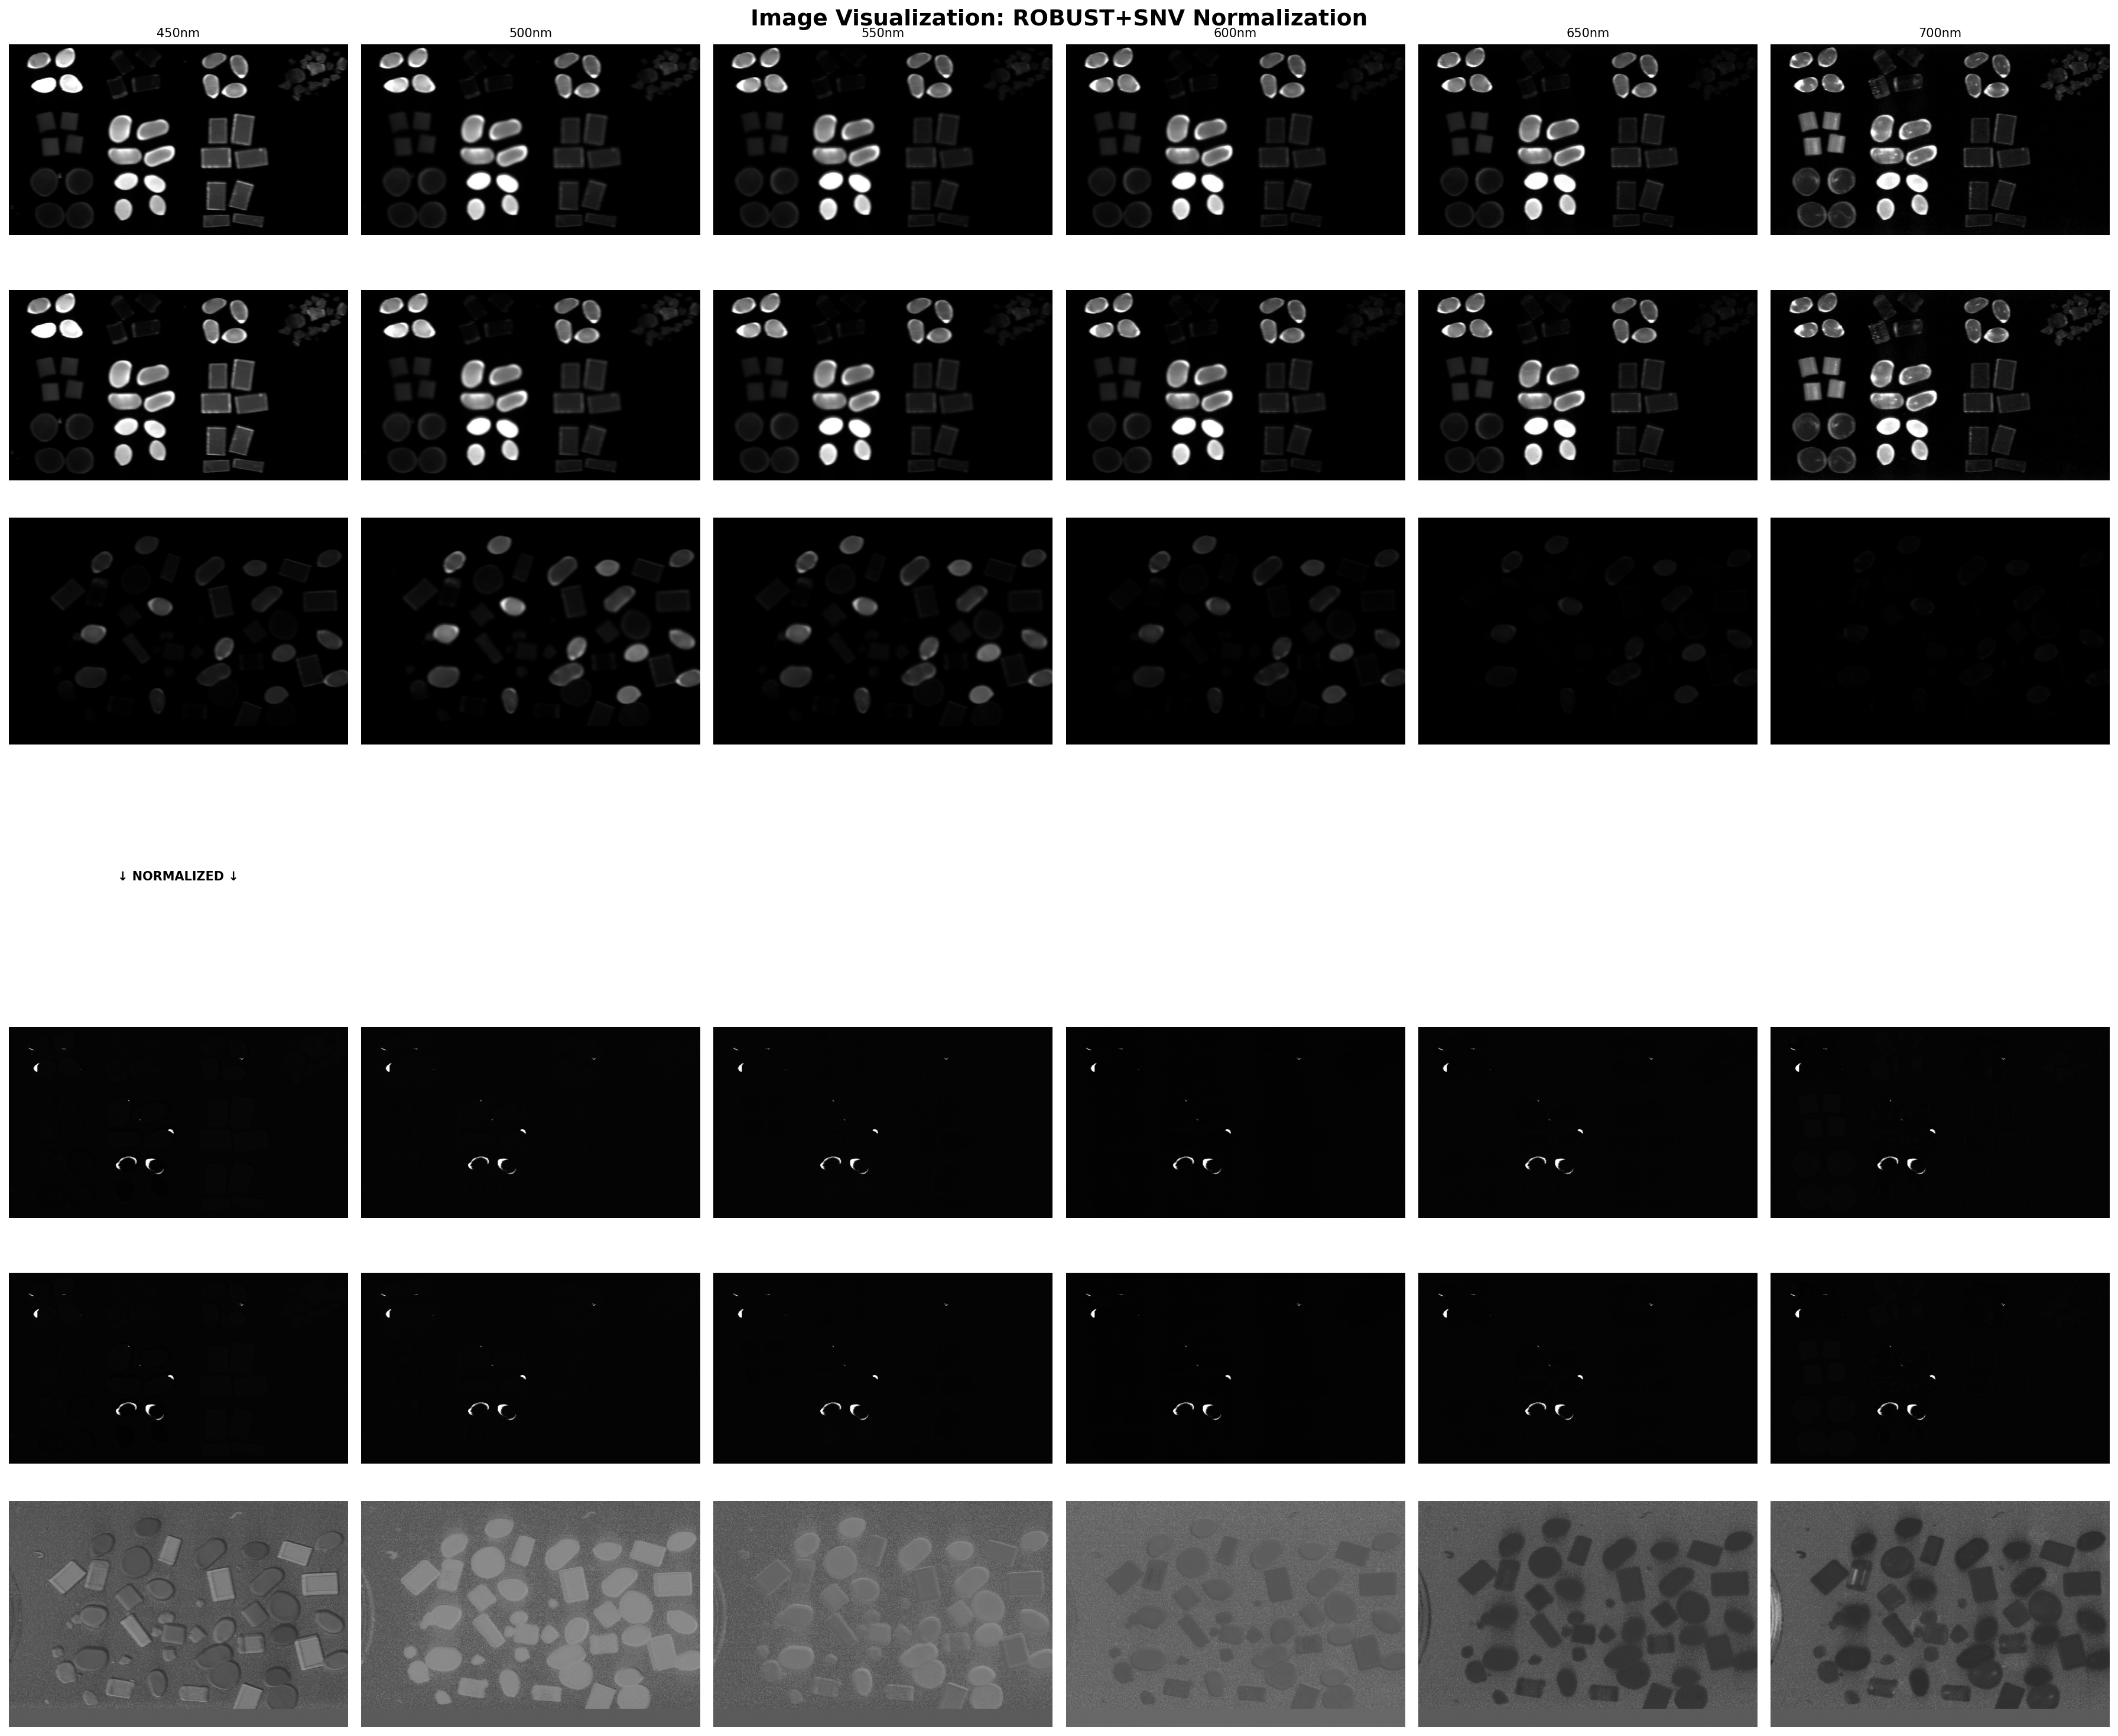 Image Visualization: ROBUST+SNV Normalization
450nm
500nm
550nm
600nm
650nm
700nm
↓ NORMALIZED ↓